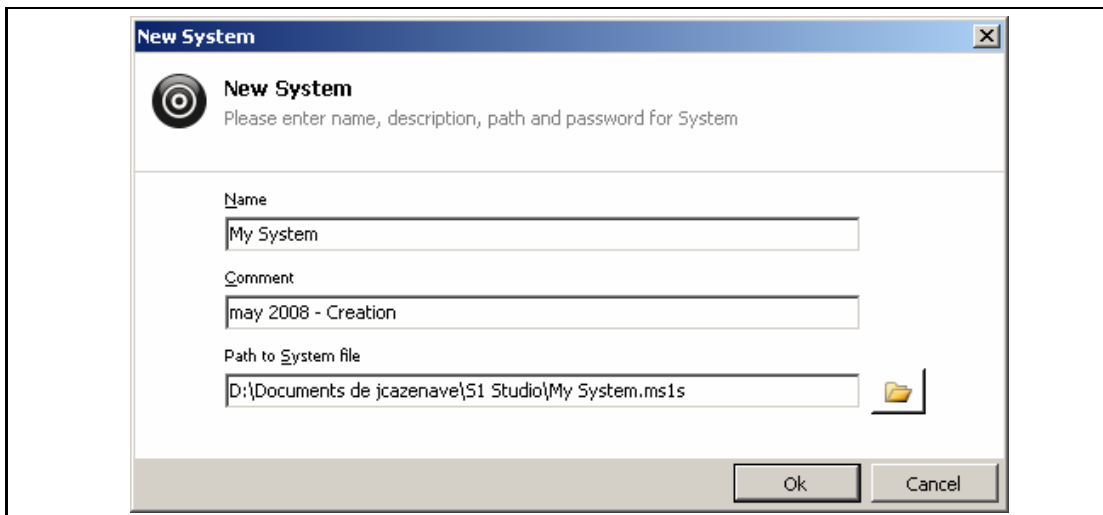 New System
New System
Please enter name, description, path and password for System
Name
My System
Comment
may 2008 - Creation
Path to System file
D:\Documents de jcazenave\S1 Studio\My System.ms1s
Ok Cancel